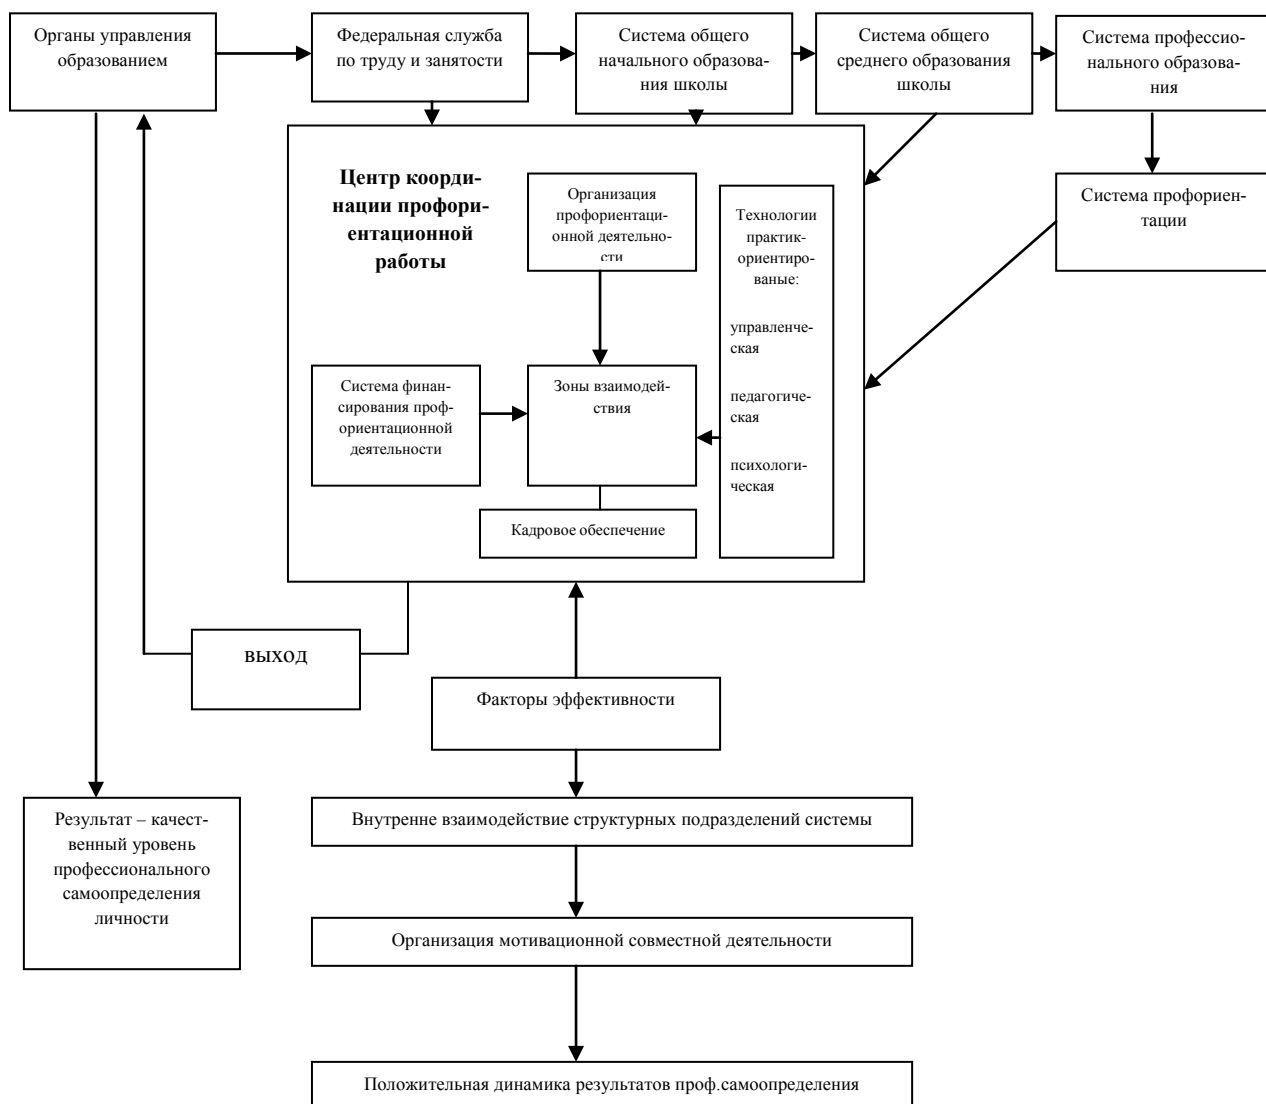 Органы управления
образованием
Федеральная служба
по труду и занятости
Система общего
начального образова-
ния школы
Система общего
среднего образования
школы
Система профессио-
нального образова-
ния
Центр коорди-
нации профори-
ентационной
работы
Организация
профориентаци-
онной деятельно-
сти
Технологии
практик-
ориентиро-
ваные:
управленче-
ская
педагогиче-
ская
психологи-
ческая
Система профориен-
тации
Система финан-
сирования проф-
ориентационной
деятельности
Зоны взаимодей-
ствия
Кадровое обеспечение
ВЫХОД
Факторы эффективности
Результат – качест-
венный уровень
профессионального
самоопределения
личности
Внутренне взаимодействие структурных подразделений системы
Организация мотивационной совместной деятельности
Положительная динамика результатов проф.самоопределения